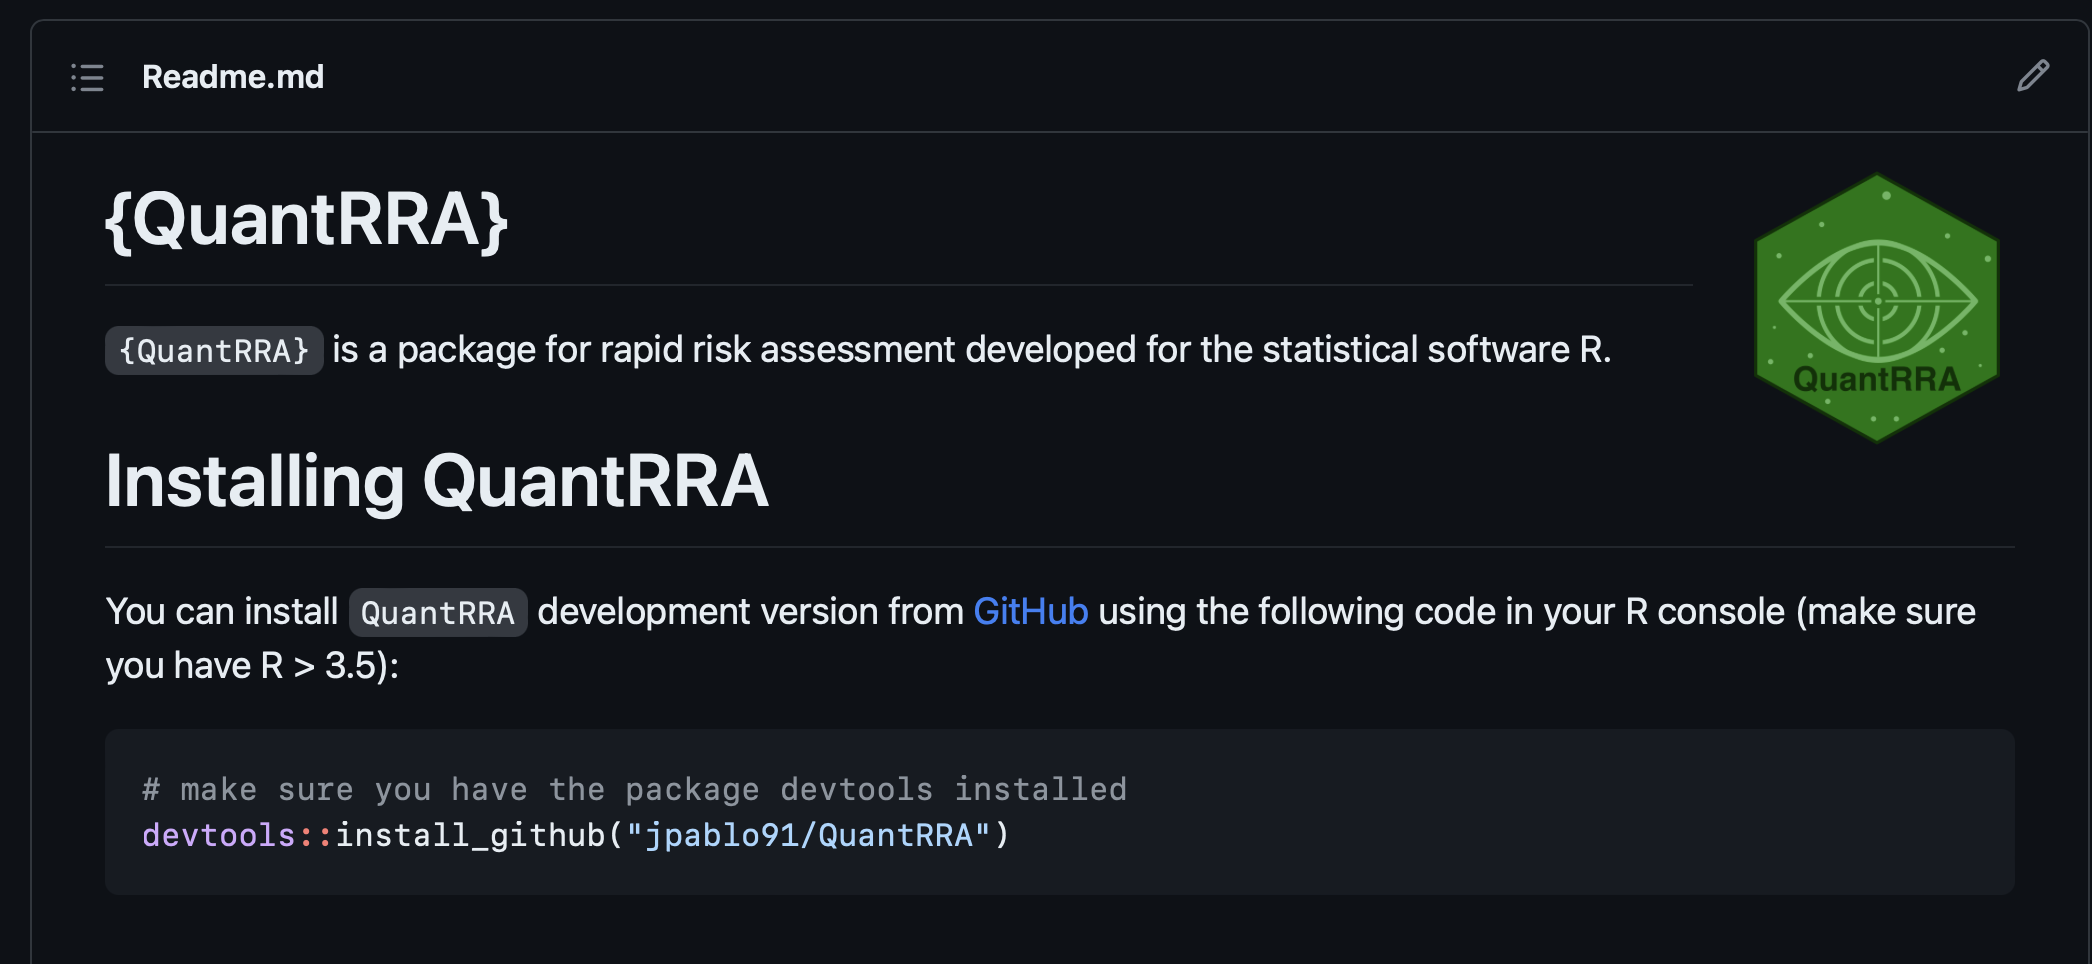 Readme.md
{QuantRRA}
{QuantRRA} is a package for rapid risk assessment developed for the statistical software R.
QuantRRA
Installing QuantRRA
You can install QuantRRA development version from GitHub using the following code in your R console (make sure
you have R > 3.5):
# make sure you have the package devtools installed
devtools::install_github("jpablo91/QuantRRA")